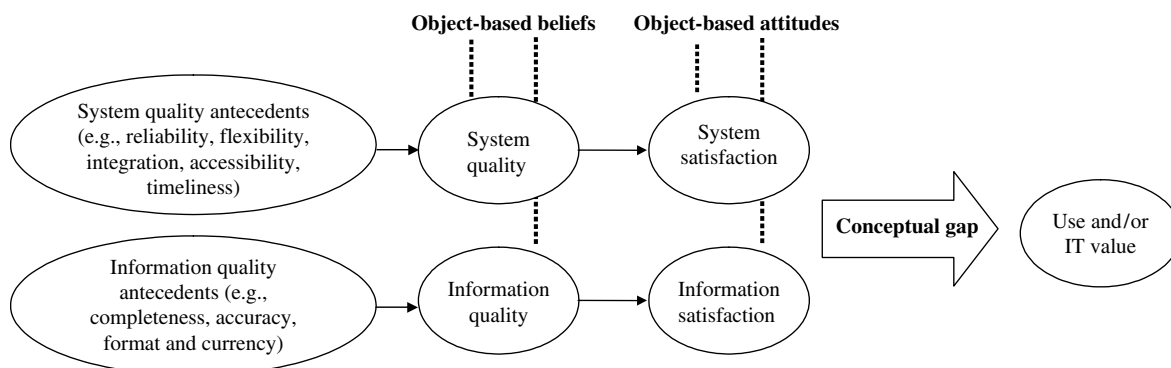 Object-based beliefs
Object-based attitudes
System quality antecedents
(e.g., reliability, flexibility,
integration, accessibility,
timeliness)
System
quality
System
satisfaction
Conceptual gap
Use and/or
IT value
Information quality
antecedents (e.g.,
completeness, accuracy,
format and currency)
Information
quality
Information
satisfaction